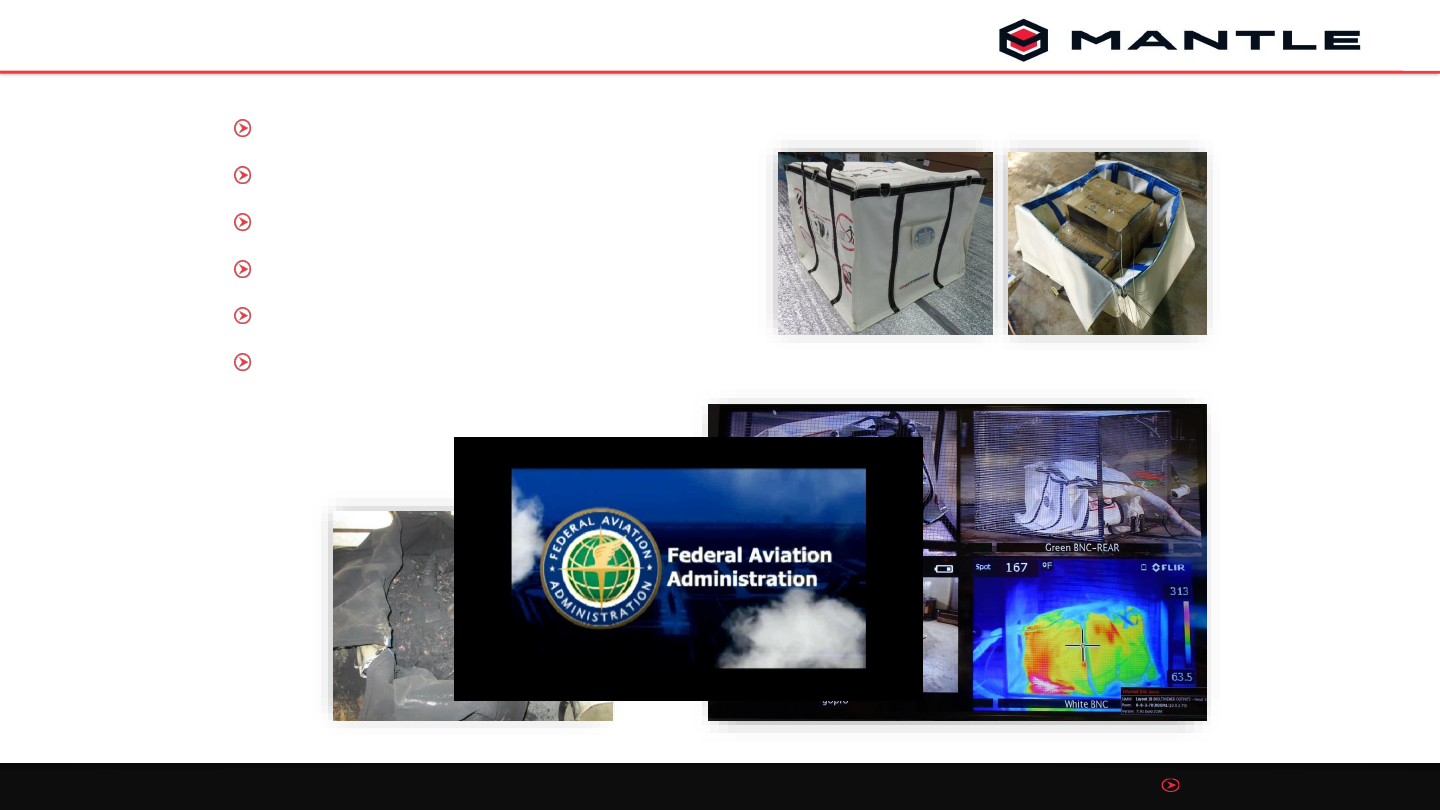 MANTLE
Green BNC-REAR
FEDERAL AVIATION
ADMINISTRATION
Federal Aviation
Administration
Spot 167 °F
FLIR
313
63.5
White BNC
gopro